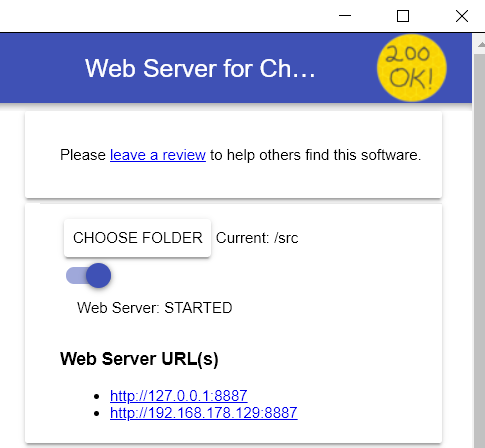 Web Server for Ch...
200
OK!
Please leave a review to help others find this software.
CHOOSE FOLDER Current: /src
Web Server: STARTED
Web Server URL(s)
http://127.0.0.1:8887
http://192.168.178.129:8887